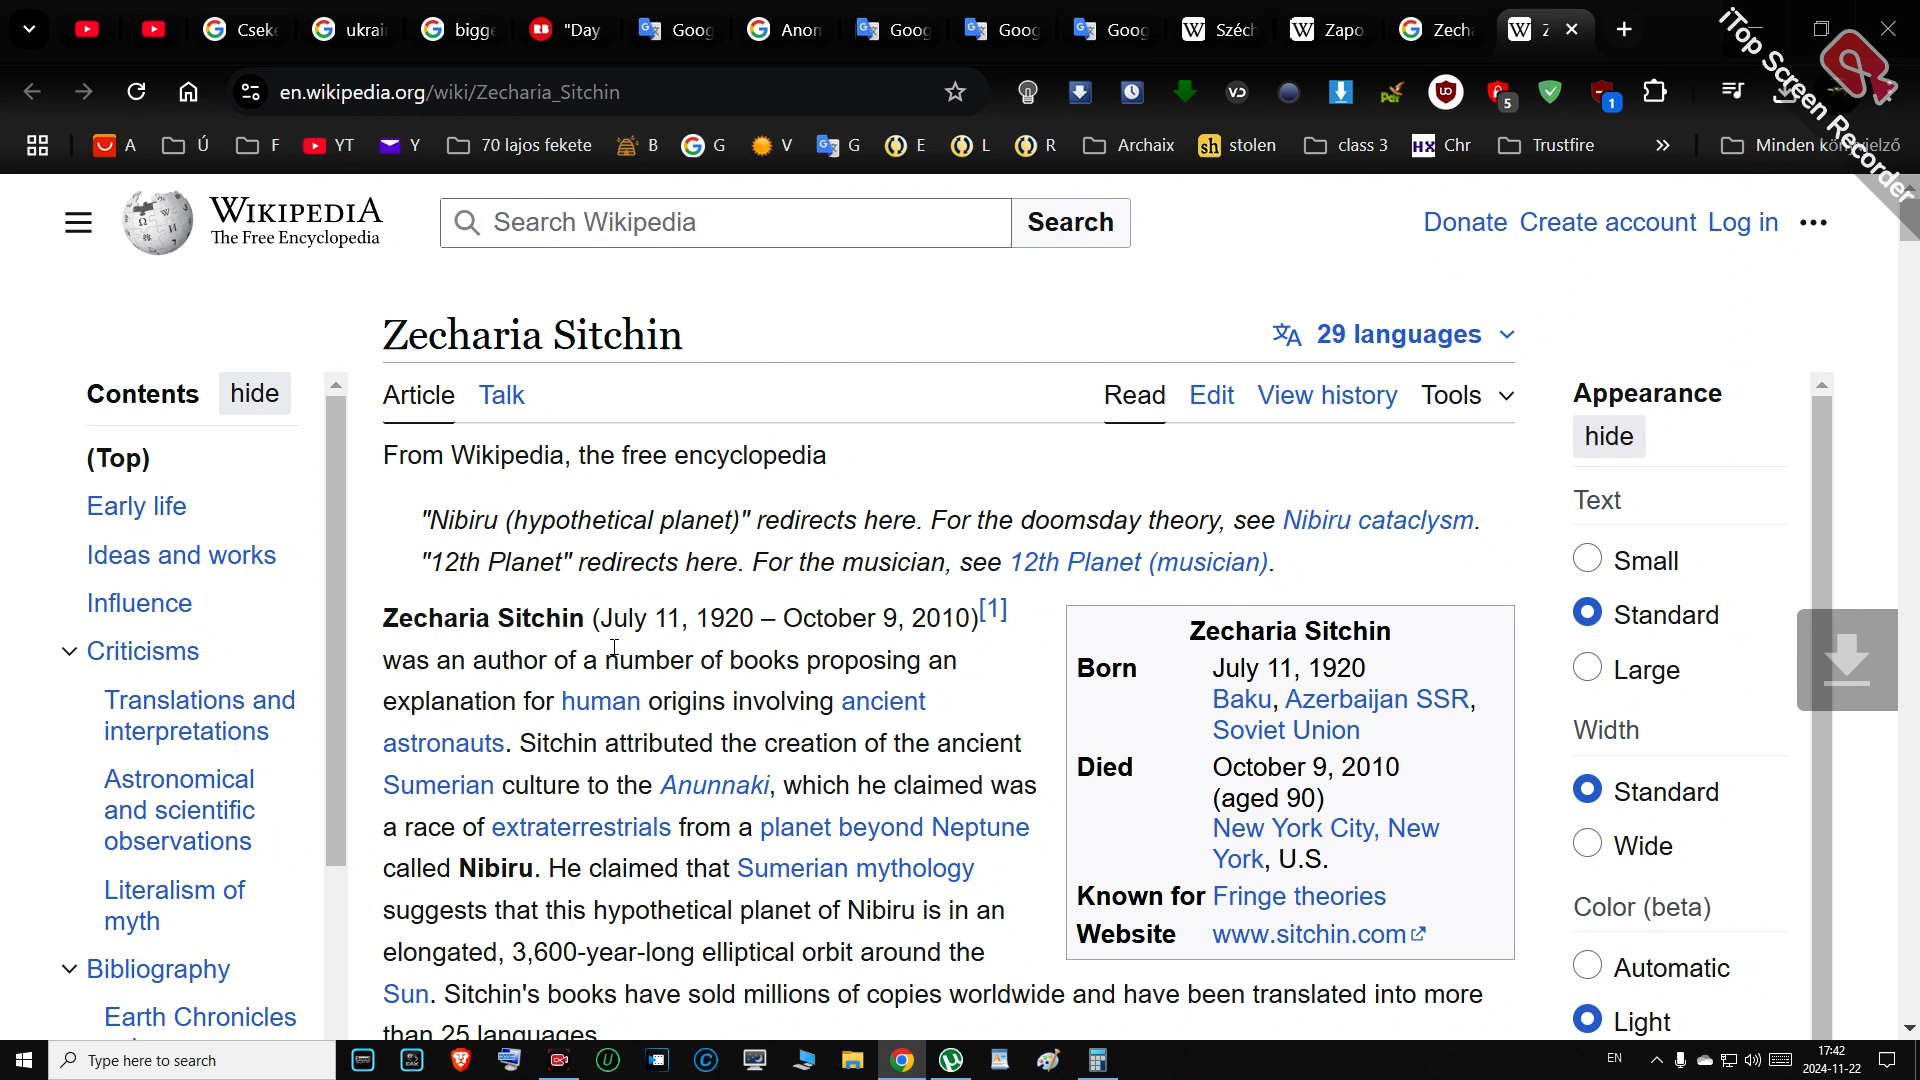 Csek
ukrai
bigg
"Day
Goog
Anon
Goog
Goog
Goog
Széch
Zapo
Zech
Z
iTop Screen Recorder
en.wikipedia.org/wiki/Zecharia_Sitchin
5
1
A
Ú
F
YT
Y
70 lajos fekete
B
G
V
G
E
L
R
Archaix
sh stolen
class 3
HX Chr
Trustfire
»
Minden könyvjelző
WIKIPEDIA
The Free Encyclopedia
Search Wikipedia
Search
Donate Create account Log in
Zecharia Sitchin
29 languages
Contents hide
(Top)
Early life
Ideas and works
Influence
Criticisms
Translations and
interpretations
Astronomical
and scientific
observations
Literalism of
myth
Bibliography
Earth Chronicles
Article Talk
Read Edit View history Tools
From Wikipedia, the free encyclopedia
"Nibiru (hypothetical planet)" redirects here. For the doomsday theory, see Nibiru cataclysm.
"12th Planet" redirects here. For the musician, see 12th Planet (musician).
Zecharia Sitchin (July 11, 1920 – October 9, 2010)[1]
was an author of a number of books proposing an
explanation for human origins involving ancient
astronauts. Sitchin attributed the creation of the ancient
Sumerian culture to the Anunnaki, which he claimed was
a race of extraterrestrials from a planet beyond Neptune
called Nibiru. He claimed that Sumerian mythology
suggests that this hypothetical planet of Nibiru is in an
elongated, 3,600-year-long elliptical orbit around the
Sun. Sitchin's books have sold millions of copies worldwide and have been translated into more
than 25 languages.
Zecharia Sitchin
Born July 11, 1920
Baku, Azerbaijan SSR,
Soviet Union
Died October 9, 2010
(aged 90)
New York City, New
York, U.S.
Known for Fringe theories
Website www.sitchin.com
Appearance
hide
Text
Small
Standard
Large
Width
Standard
Wide
Color (beta)
Automatic
Light
Type here to search
EN
17:42
2024-11-22